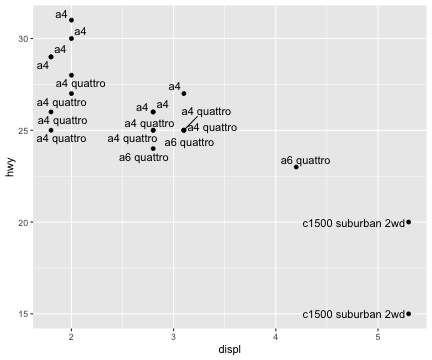 a4
a4
30
a4
a4
a4 quattro
a4
a4 quattro
a4
a4
a4 quattro
a4 quattro
a4 quattro
a4 quattro
25
a4 quattro
a4 quattro
a6 quattro
a6 quattro
a6 quattro
hwy
c1500 suburban 2wd
20
c1500 suburban 2wd
15
2
3
4
5
displ